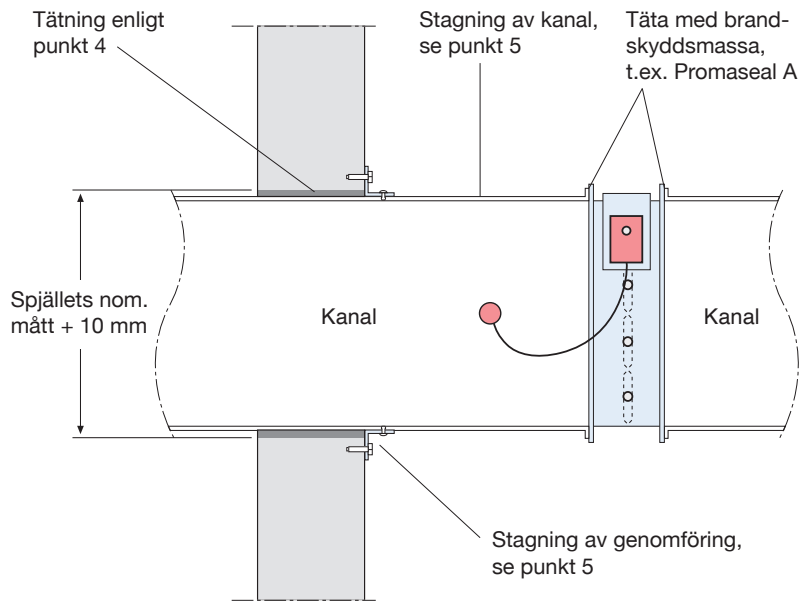 Tätning enligt
punkt 4
Stagning av kanal,
se punkt 5
Täta med brand-
skyddsmassa,
t.ex. Promaseal A
Spjällets nom.
mått + 10 mm
Kanal
Kanal
Stagning av genomföring,
se punkt 5